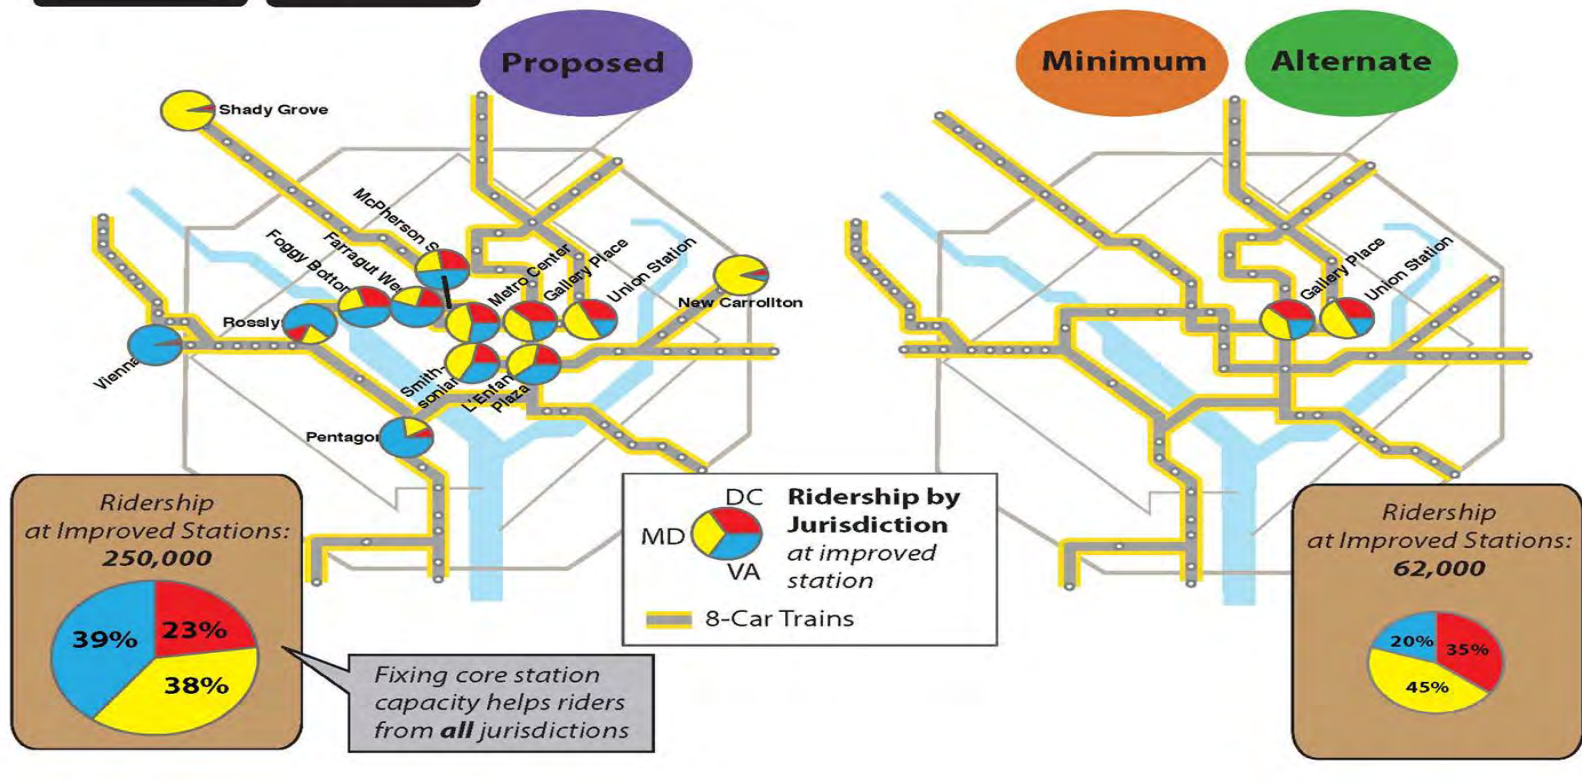 Proposed
Minimum
Alternate
Shady Grove
McPherson S
Farragut We
Foggy Bottor
Metro Center
Gallery Place
Union Station
New Carrollton
Rossly
Vienna
Smith-
sonian
L'Enfan
Plaza
Pentagon
Gallery Place
Union Station
Ridership
at Improved Stations:
250,000
39%
23%
38%
Fixing core station
capacity helps riders
from all jurisdictions
DC
MD
VA
Ridership by
Jurisdiction
at improved
station
8-Car Trains
Ridership
at Improved Stations:
62,000
20%
35%
45%